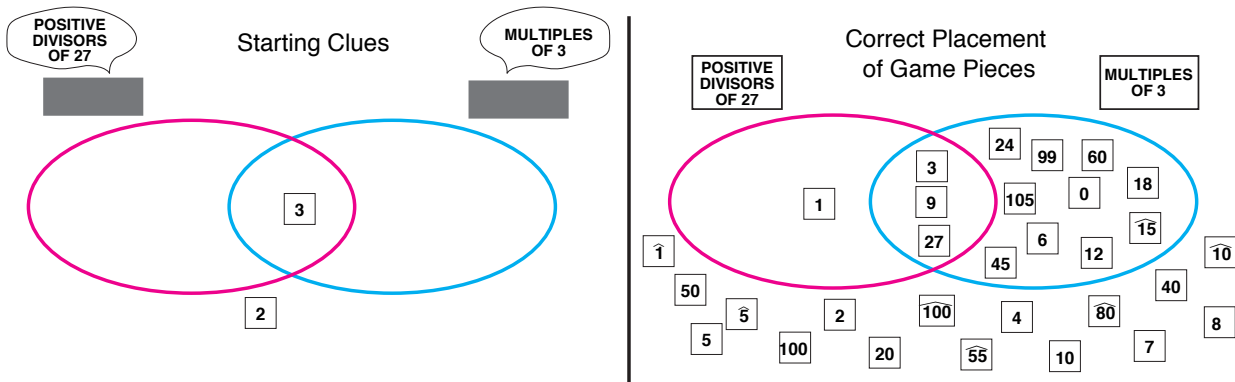 POSITIVE
DIVISORS
OF 27
Starting Clues
MULTIPLES
OF 3
3
2
Correct Placement
of Game Pieces
POSITIVE
DIVISORS
OF 27
MULTIPLES
OF 3
24
99
60
3
18
0
1
9
105
15̂
27
6
1̂
45
12
10̂
50
40
5̂
2
100̂
4
80̂
8
5
100
20
55̂
10
7